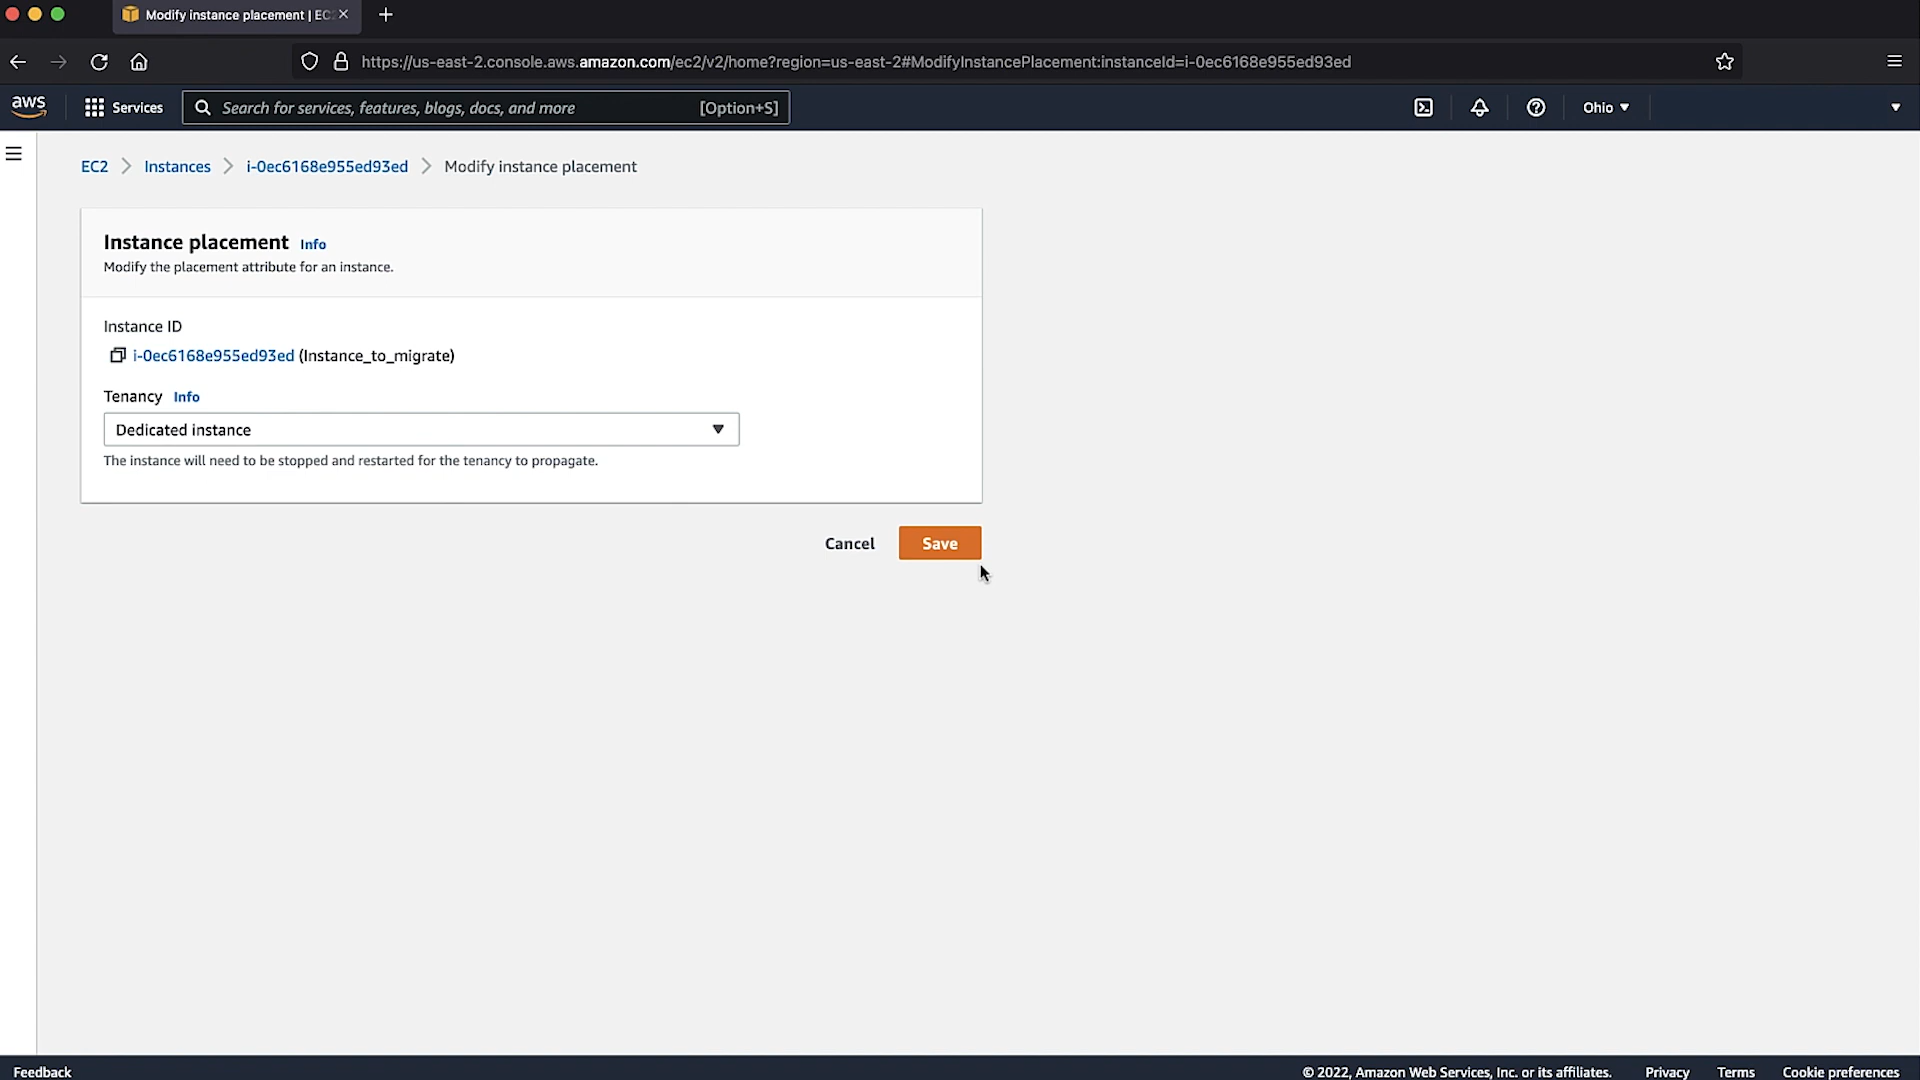 Modify instance placement | EC
https://us-east-2.console.aws.amazon.com/ec2/v2/home?region=us-east-2#ModifyInstancePlacement:instanceId=i-0ec6168e955ed93ed
aws Services Search for services, features, blogs, docs, and more [Option+S] Ohio
EC2 Instances i-0ec6168e955ed93ed Modify instance placement
Instance placement Info
Modify the placement attribute for an instance.
Instance ID
i-0ec6168e955ed93ed (Instance_to_migrate)
Tenancy Info
Dedicated instance
The instance will need to be stopped and restarted for the tenancy to propagate.
Cancel Save
Feedback © 2022, Amazon Web Services, Inc. or its affiliates. Privacy Terms Cookie preferences